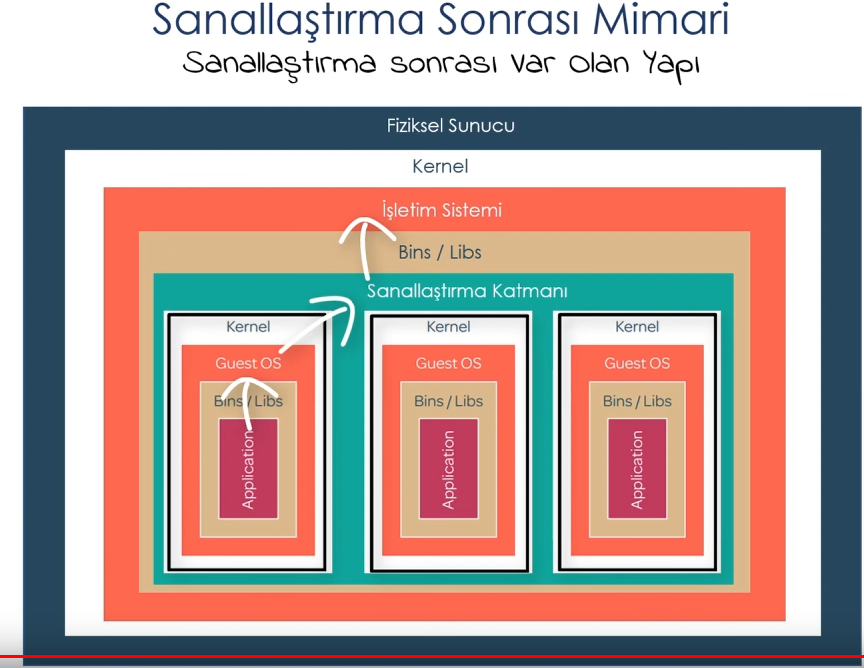 Sanallaştırma Sonrası Mimari
Sanallaştırma sonrası Var Olan Yapı
Fiziksel Sunucu
Kernel
İşletim Sistemi
Bins / Libs
Sanallaştırma Katmanı
Kernel
Guest OS
Bins / Libs
Application
Kernel
Guest OS
Bins / Libs
Application
Kernel
Guest OS
Bins / Libs
Application